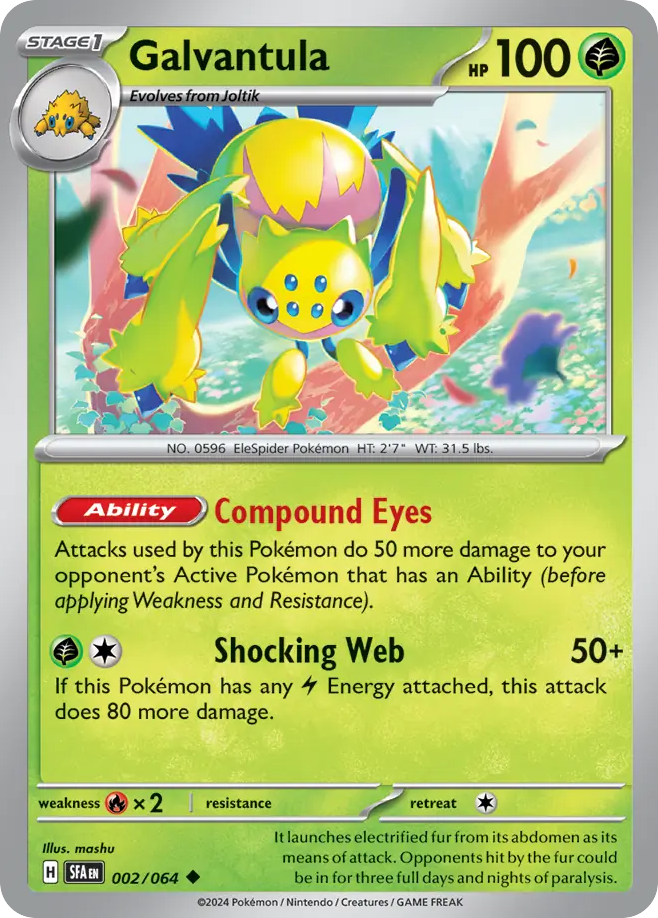 STAGE 1
Galvantula
HP 100
Evolves from Joltik
NO. 0596 EleSpider Pokémon HT: 2'7" WT: 31.5 lbs.
Ability Compound Eyes
Attacks used by this Pokémon do 50 more damage to your
opponent's Active Pokémon that has an Ability (before
applying Weakness and Resistance).
Shocking Web 50+
If this Pokémon has any Energy attached, this attack
does 80 more damage.
weakness ×2 resistance retreat
Illus. mashu
It launches electrified fur from its abdomen as its
means of attack. Opponents hit by the fur could
be in for three full days and nights of paralysis.
H SFA EN 002/064
©2024 Pokémon / Nintendo / Creatures / GAME FREAK